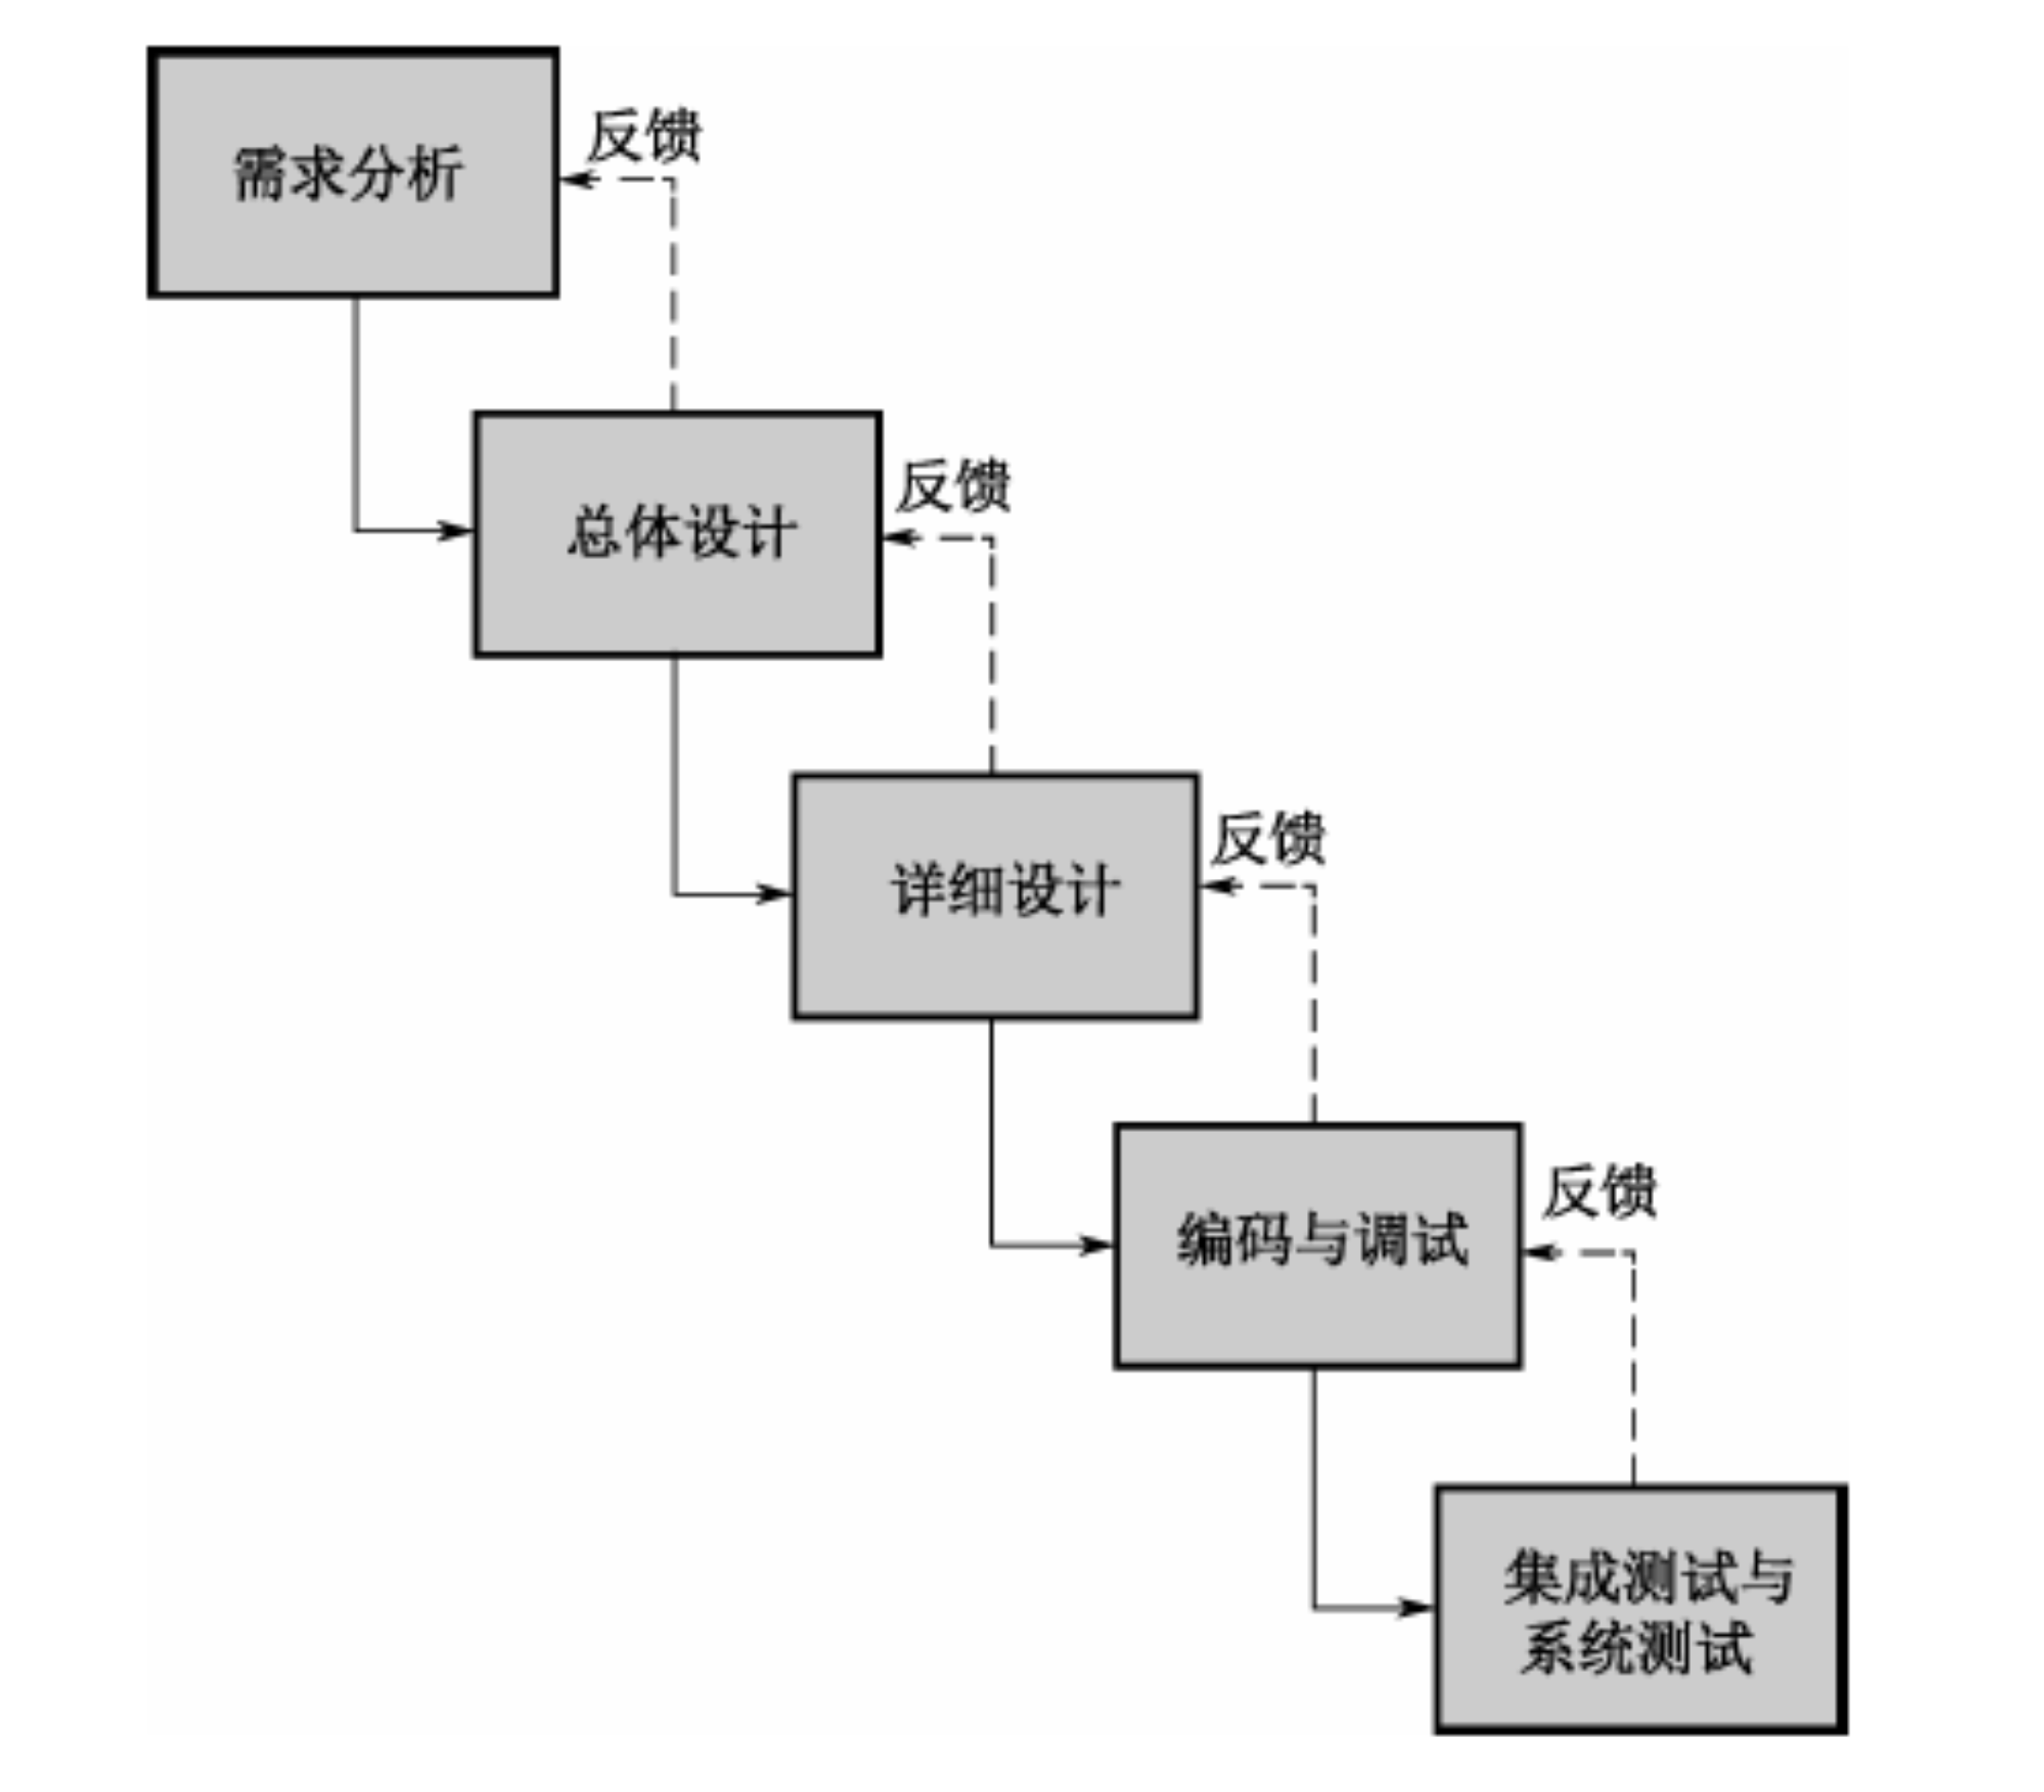 需求分析
反馈
总体设计
反馈
详细设计
反馈
编码与调试
反馈
集成测试与
系统测试